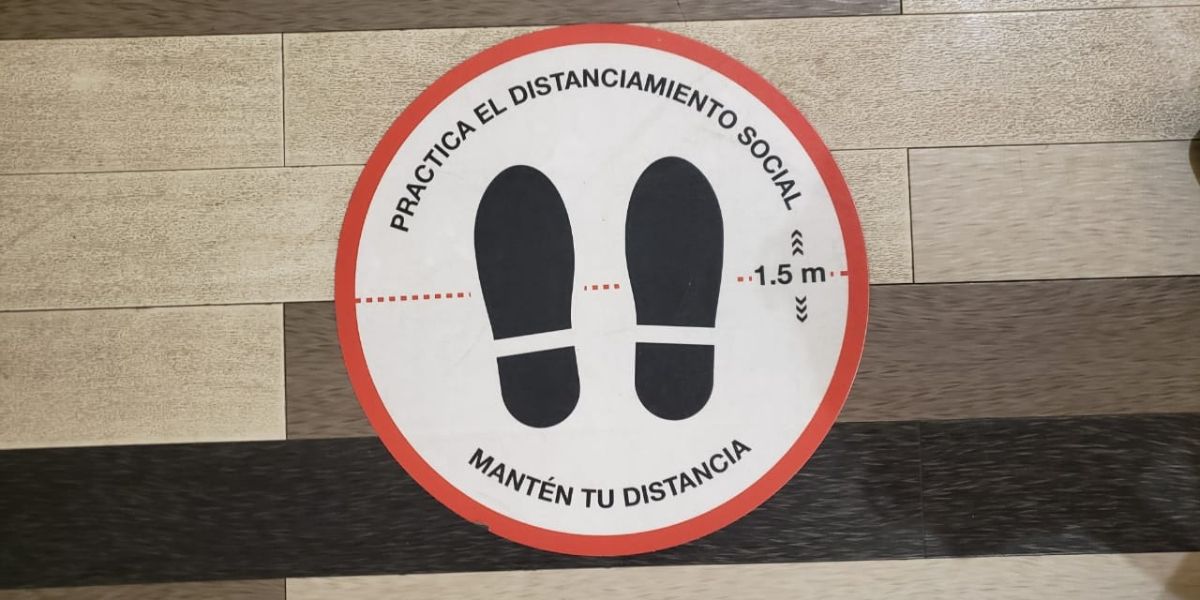 PRACTICA EL DISTANCIAMIENTO SOCIAL
1.5 m
MANTÉN TU DISTANCIA